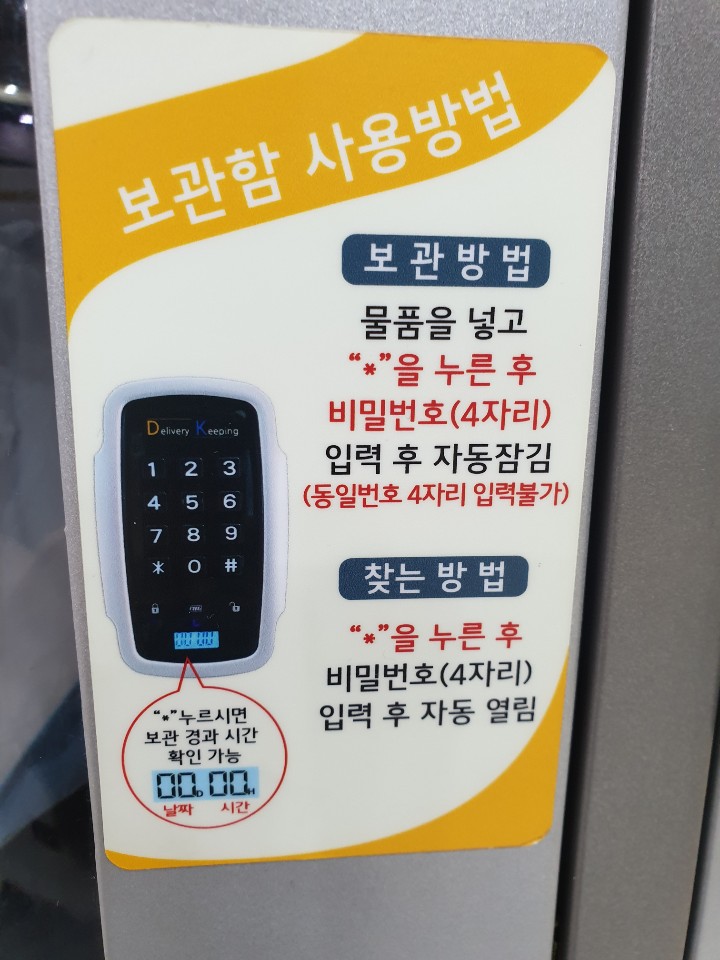 보관함 사용방법
보관방법
물품을 넣고
“*”을 누른 후
비밀번호(4자리)
입력 후 자동잠김
(동일번호 4자리 입력불가)
찾는방법
“*”을 누른 후
비밀번호(4자리)
입력 후 자동 열림
Delivery Keeping
1 2 3
4 5 6
7 8 9
* 0 #
00 00
“*”누르시면
보관 경과 시간
확인 가능
00D 00H
날짜 시간